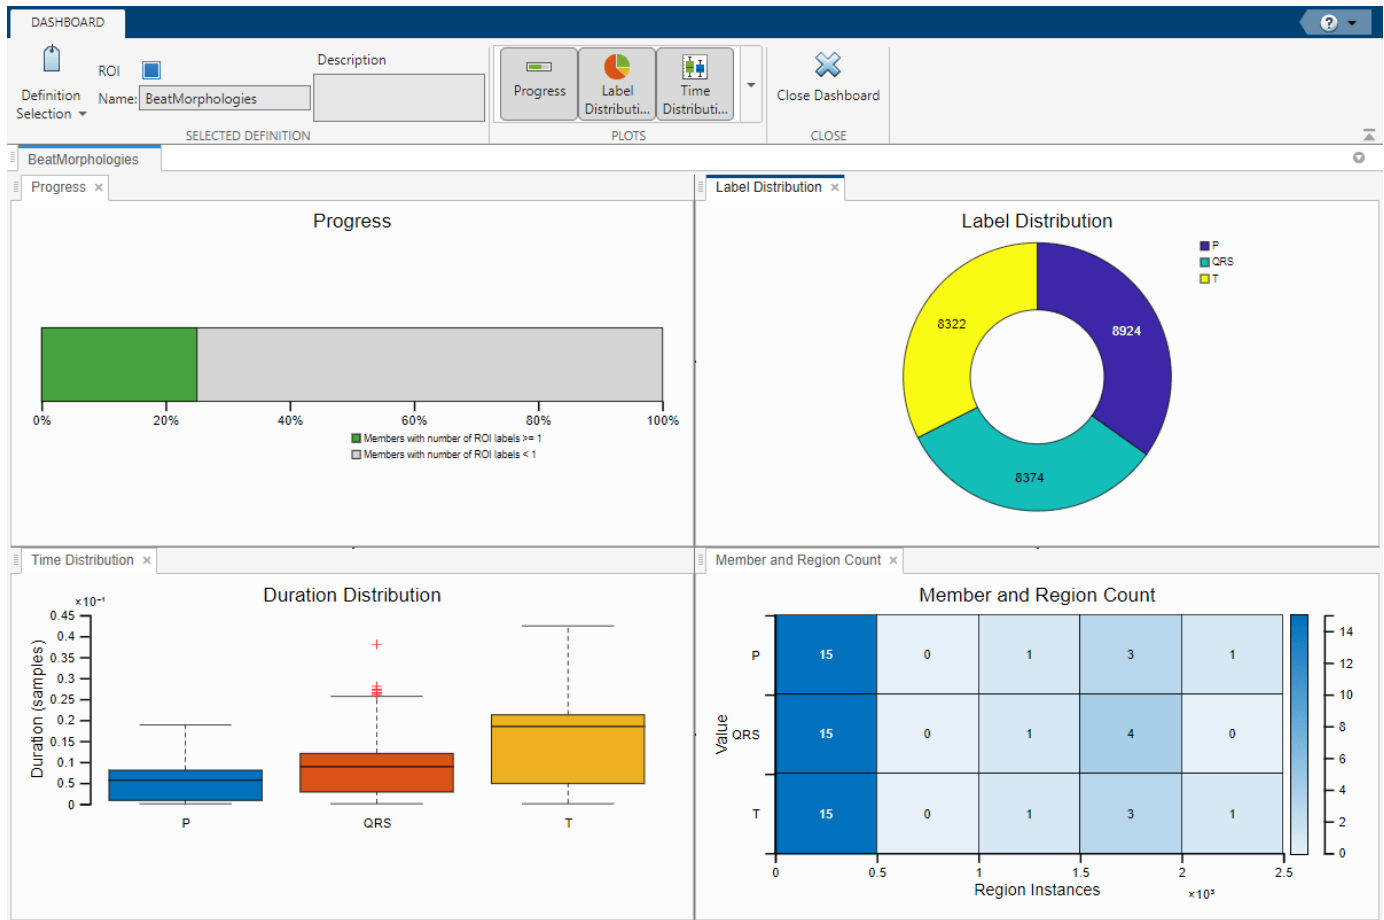 DASHBOARD
?
Definition
Selection
ROI
Name: BeatMorphologies
Description
SELECTED DEFINITION
Progress
Label
Distributi...
Time
Distributi...
PLOTS
Close Dashboard
CLOSE
BeatMorphologies
Progress ×
Progress
0% 20% 40% 60% 80% 100%
Members with number of ROI labels >= 1
Members with number of ROI labels < 1
Label Distribution ×
Label Distribution
P
QRS
T
8322
8924
8374
Time Distribution ×
Duration Distribution
×10⁻¹
Duration (samples)
0.45
0.4
0.35
0.3
0.25
0.2
0.15
0.1
0.5
0
P QRS T
Member and Region Count ×
Member and Region Count
Value
P 15 0 1 3 1
QRS 15 0 1 4 0
T 15 0 1 3 1
0 0.5 1 1.5 2 2.5
Region Instances
×10³
14
12
10
8
6
4
2
0